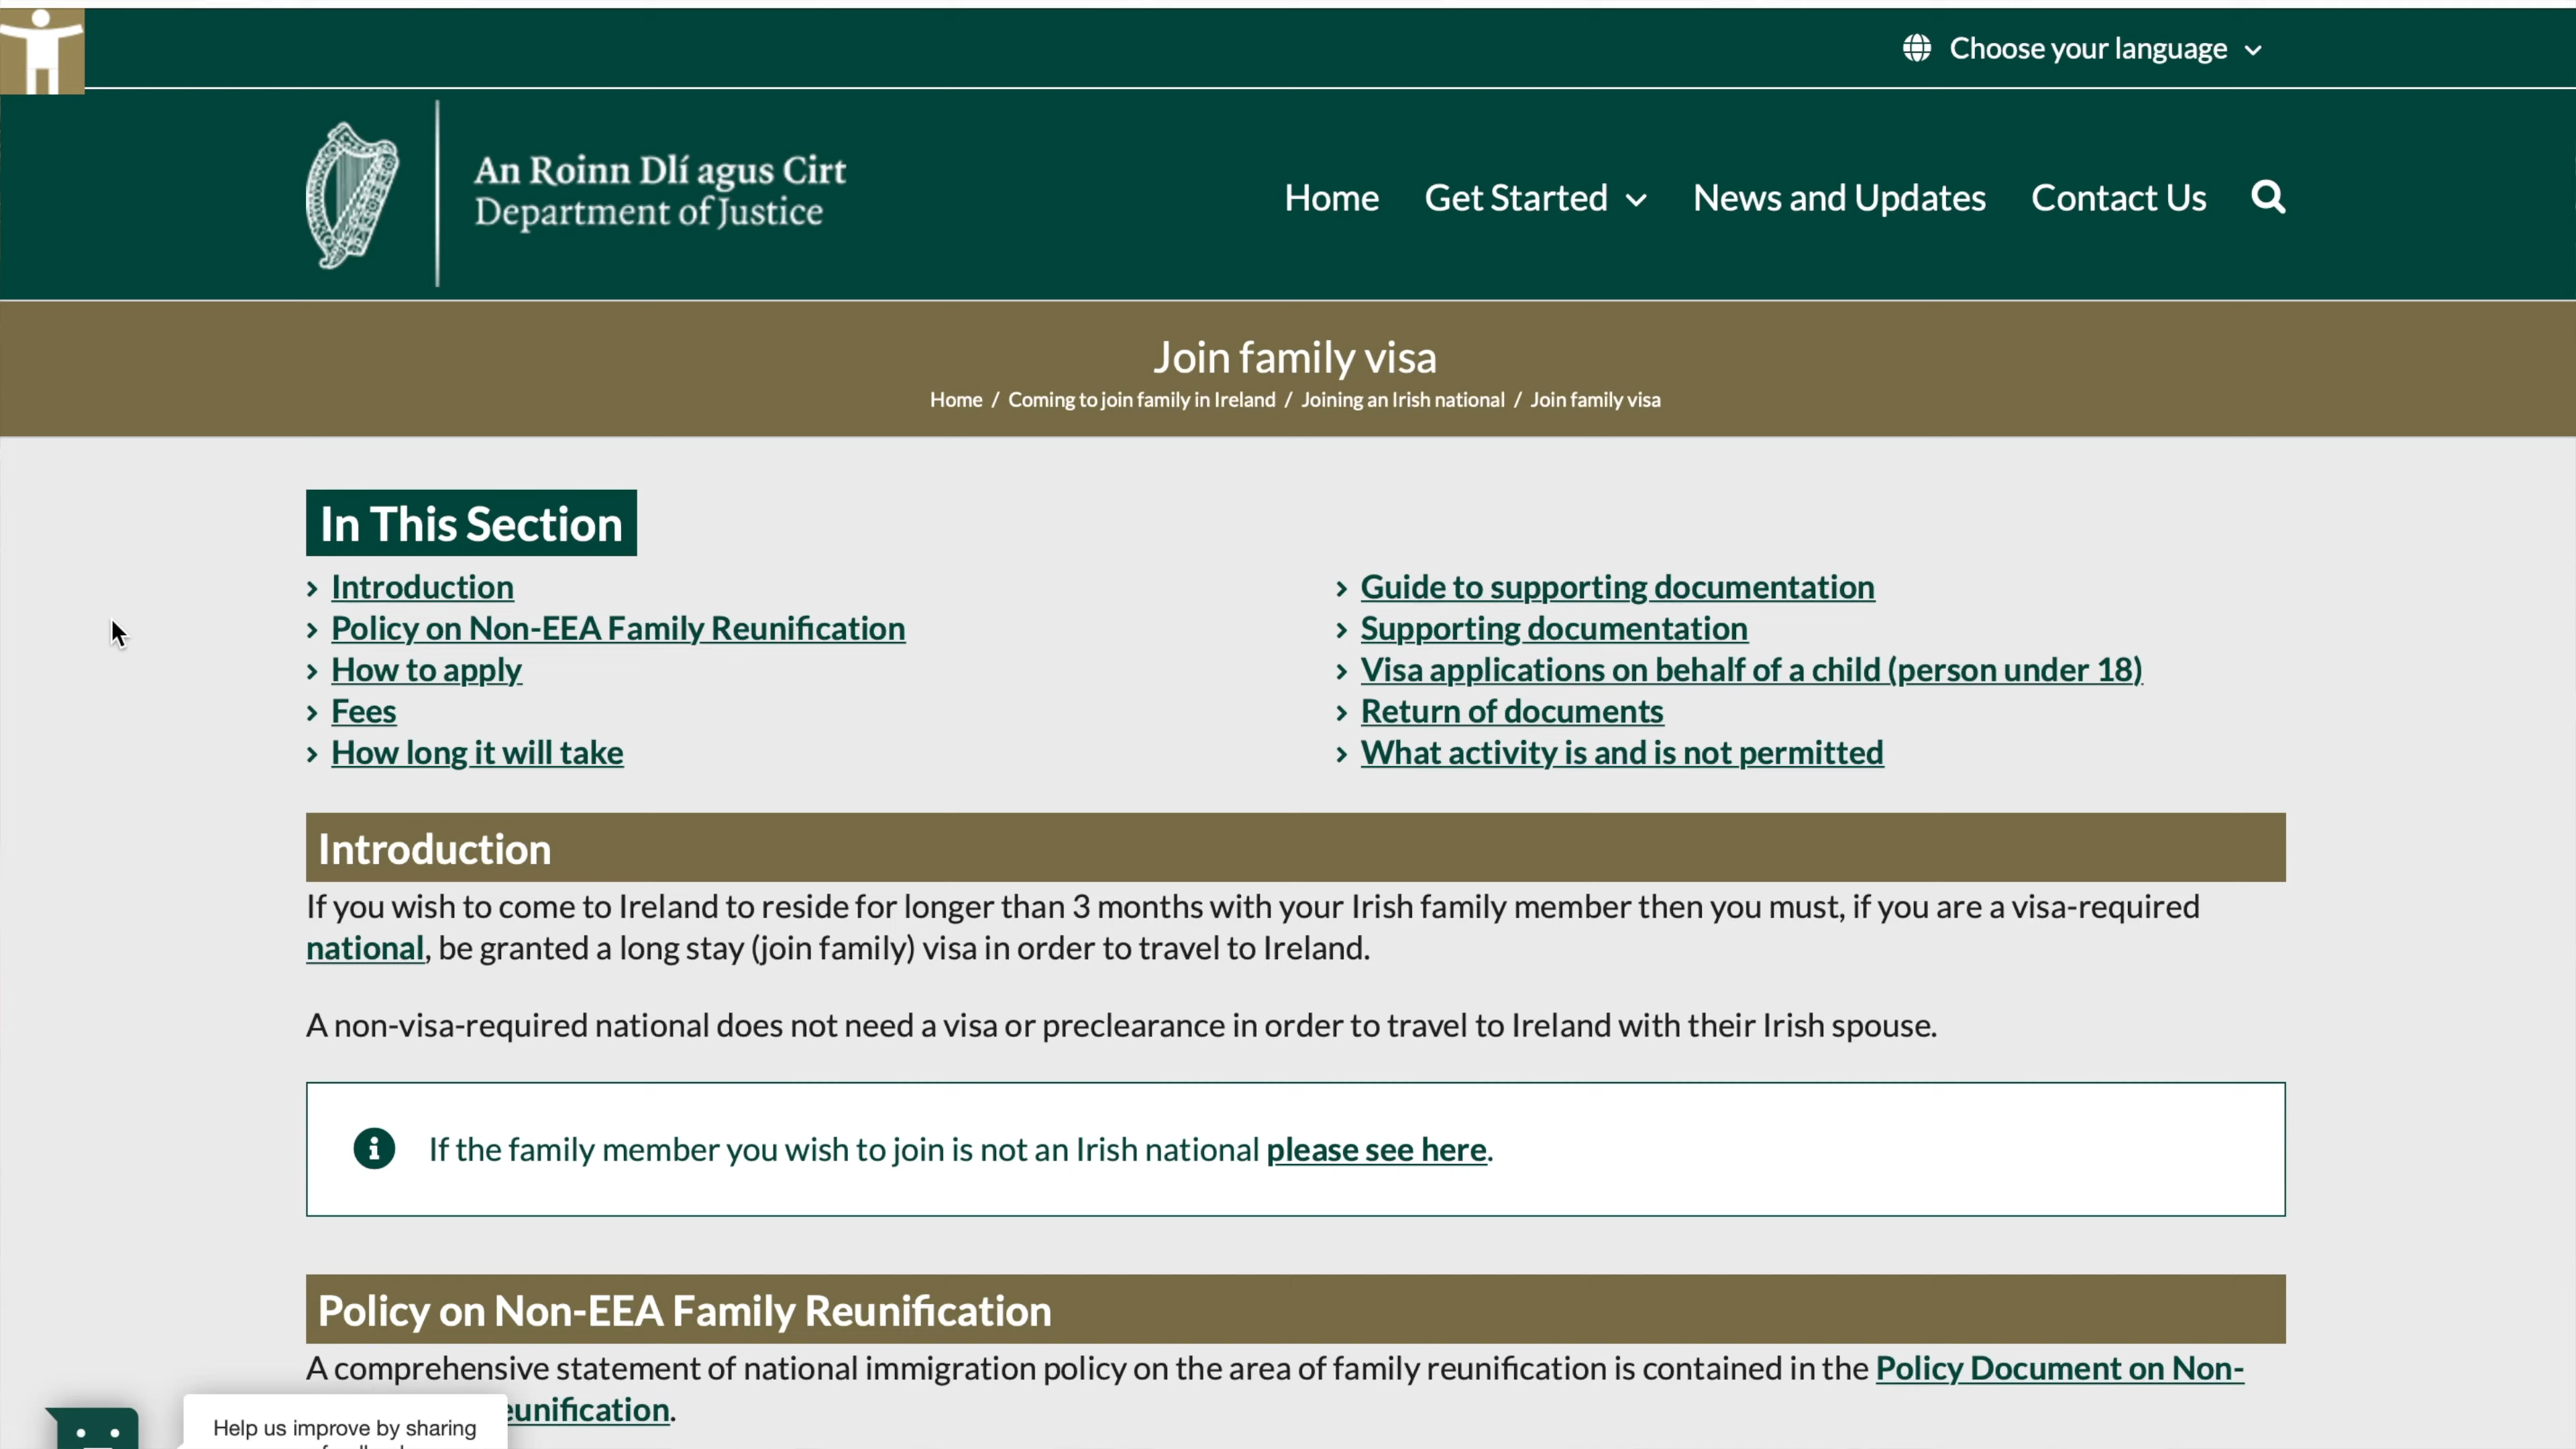 Choose your language
An Roinn Dlí agus Cirt
Department of Justice
Home Get Started News and Updates Contact Us
Join family visa
Home / Coming to join family in Ireland / Joining an Irish national / Join family visa
In This Section
Introduction
Policy on Non-EEA Family Reunification
How to apply
Fees
How long it will take
Guide to supporting documentation
Supporting documentation
Visa applications on behalf of a child (person under 18)
Return of documents
What activity is and is not permitted
Introduction
If you wish to come to Ireland to reside for longer than 3 months with your Irish family member then you must, if you are a visa-required
national, be granted a long stay (join family) visa in order to travel to Ireland.
A non-visa-required national does not need a visa or preclearance in order to travel to Ireland with their Irish spouse.
If the family member you wish to join is not an Irish national please see here.
Policy on Non-EEA Family Reunification
A comprehensive statement of national immigration policy on the area of family reunification is contained in the Policy Document on Non-
eunification.
Help us improve by sharing